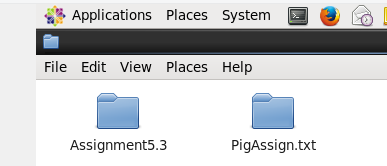 Applications Places System
File Edit View Places Help
Assignment5.3 PigAssign.txt